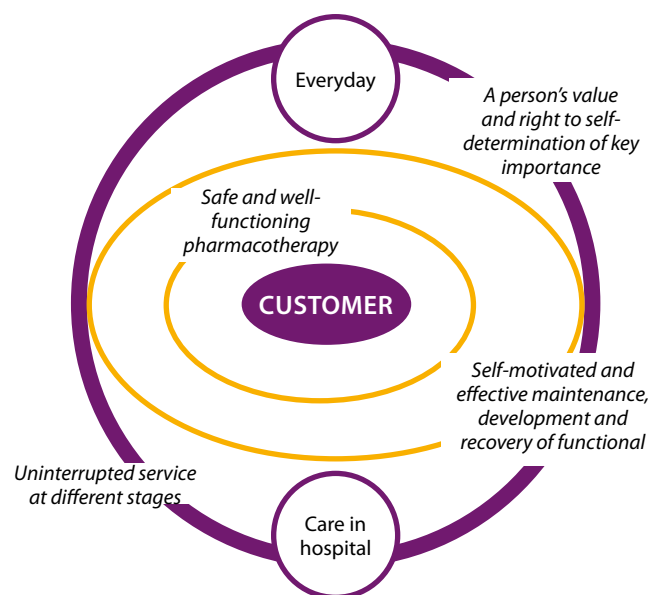 Everyday
A person's value
and right to self-
determination of key
importance
Safe and well-
functioning
pharmacotherapy
CUSTOMER
Self-motivated and
effective maintenance,
development and
recovery of functional
Uninterrupted service
at different stages
Care in
hospital